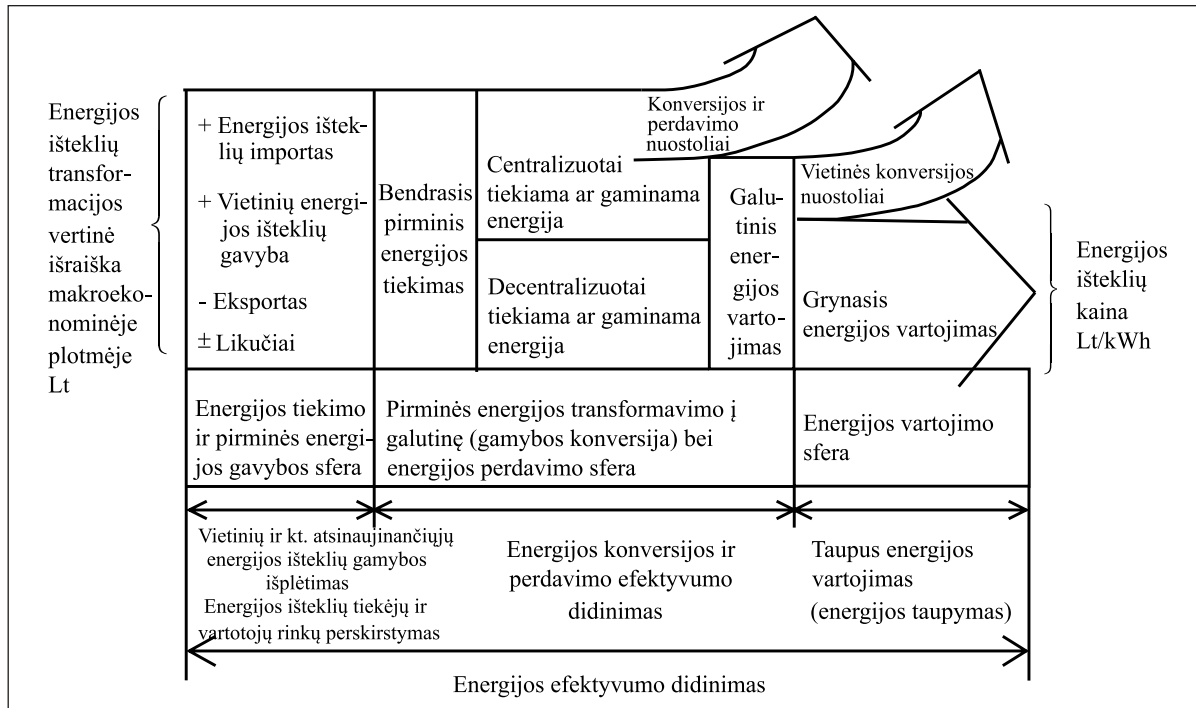 Energijos
išteklių
transfor-
macijos
vertinė
išraiška
makroeko-
nominėje
plotmėje
Lt
+ Energijos ištek-
lių importas
+ Vietinių energi-
jos išteklių
gavyba
- Eksportas
± Likučiai
Bendrasis
pirminis
energijos
tiekimas
Centralizuotai
tiekiama ar gaminama
energija
Decentralizuotai
tiekiama ar gaminama
energija
Konversijos ir
perdavimo
nuostoliai
Galu-
tinis
ener-
gijos
varto-
jimas
Vietinės konversijos
nuostoliai
Grynasis
energijos vartojimas
Energijos
išteklių
kaina
Lt/kWh
Energijos tiekimo
ir pirminės energi-
jos gavybos sfera
Pirminės energijos transformavimo į
galutinę (gamybos konversija) bei
energijos perdavimo sfera
Energijos vartojimo
sfera
Vietinių ir kt. atsinaujinančiųjų
energijos išteklių gamybos
išplėtimas
Energijos išteklių tiekėjų ir
vartotojų rinkų perskirstymas
Energijos konversijos ir
perdavimo efektyvumo
didinimas
Taupus energijos
vartojimas
(energijos taupymas)
Energijos efektyvumo didinimas